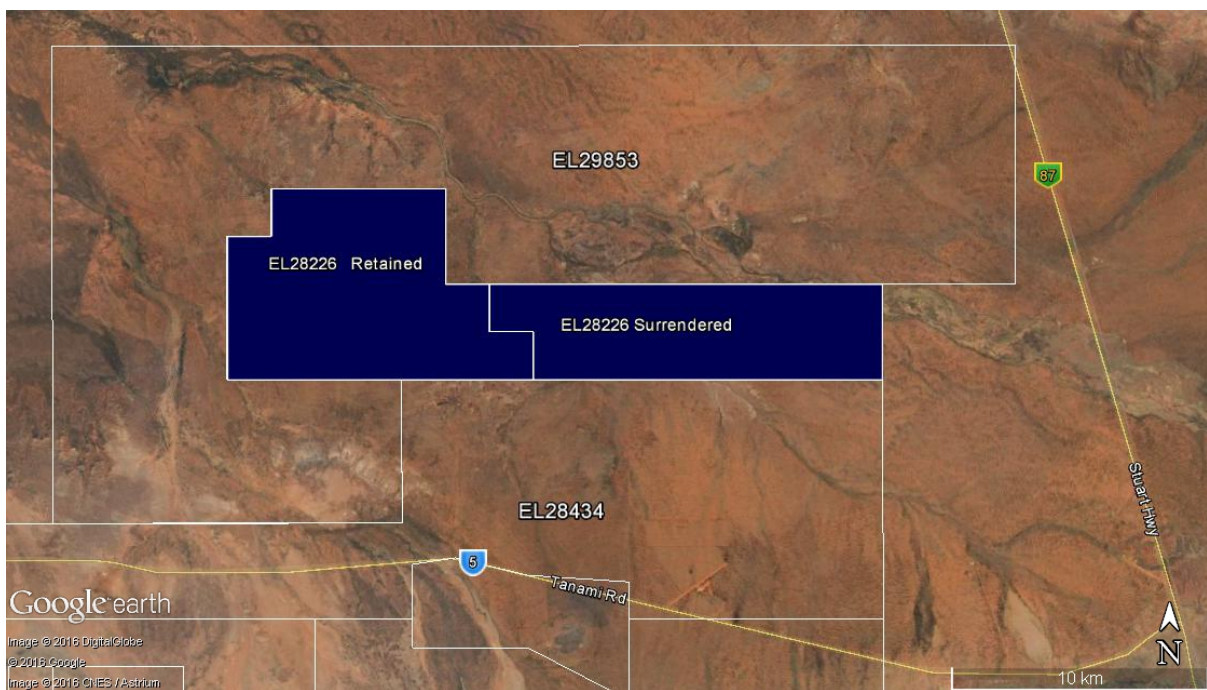 EL29853
87
EL28226 Retained
EL28226 Surrendered
Stuart Hwy
EL28434
5
Tanami Rd
Google earth
Image © 2016 DigitalGlobe
© 2016 Google
Image © 2016 CNES / Astrium
N
10 km